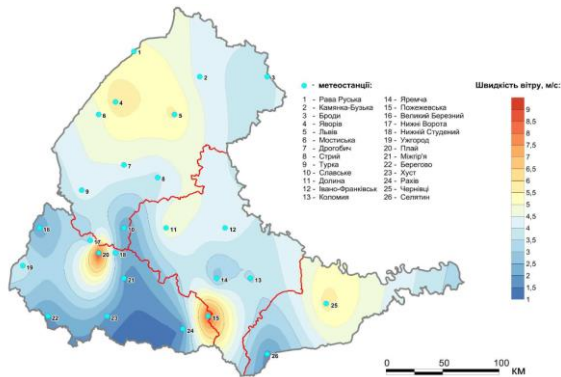 метеостанції:
1 - Рава Руська
2 - Камянка-Бузька
3 - Броди
4 - Яворів
5 - Львів
6 - Мостиська
7 - Дрогобич
8 - Стрий
9 - Турка
10 - Славське
11 - Долина
12 - Івано-Франківськ
13 - Коломия
14 - Яремча
15 - Пожежевська
16 - Великий Березний
17 - Нижні Ворота
18 - Нижній Студений
19 - Ужгород
20 - Плай
21 - Міжгір'я
22 - Берегово
23 - Хуст
24 - Рахів
25 - Чернівці
26 - Селятин
Швидкість вітру, м/с:
9
8,5
8
7,5
7
6,5
6
5,5
5
4,5
4
3,5
3
2,5
2
1,5
1
1
2
3
4
6
5
7
8
9
16
10
11
12
17
20
18
19
21
14
13
22
23
15
24
25
26
0
50
100
КМ